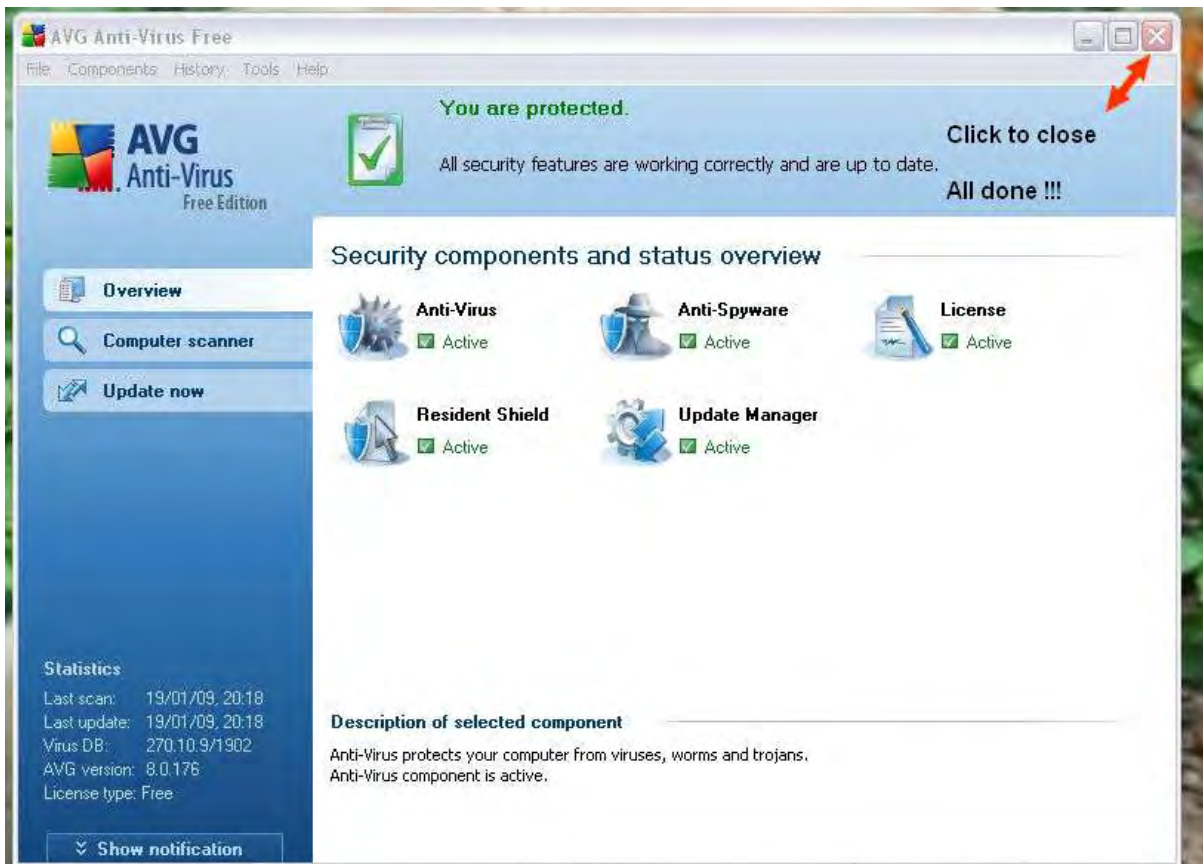 AVG Anti-Virus Free
File Components History Tools Help
You are protected.
Click to close
All security features are working correctly and are up to date.
All done !!!
AVG
Anti-Virus
Free Edition
Security components and status overview
Overview
Computer scanner
Update now
Anti-Virus
Active
Anti-Spyware
Active
License
Active
Resident Shield
Active
Update Manager
Active
Statistics
Last scan: 19/01/09, 20:18
Last update: 19/01/09, 20:18
Virus DB: 270.10.9/1902
AVG version: 8.0.176
License type: Free
Description of selected component
Anti-Virus protects your computer from viruses, worms and trojans.
Anti-Virus component is active.
Show notification